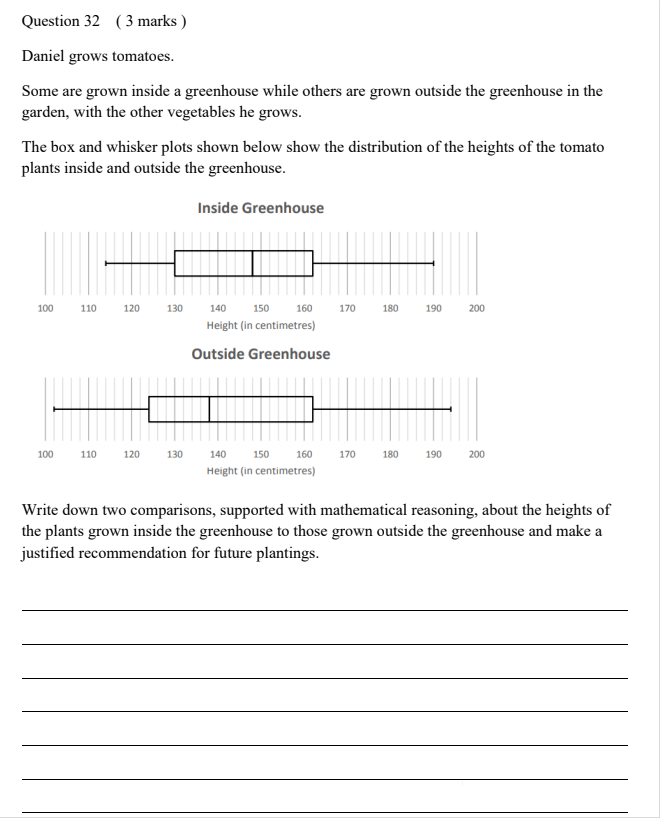 Question 32 ( 3 marks )
Daniel grows tomatoes.
Some are grown inside a greenhouse while others are grown outside the greenhouse in the
garden, with the other vegetables he grows.
The box and whisker plots shown below show the distribution of the heights of the tomato
plants inside and outside the greenhouse.
Inside Greenhouse
100 110 120 130 140 150 160 170 180 190 200
Height (in centimetres)
Outside Greenhouse
100 110 120 130 140 150 160 170 180 190 200
Height (in centimetres)
Write down two comparisons, supported with mathematical reasoning, about the heights of
the plants grown inside the greenhouse to those grown outside the greenhouse and make a
justified recommendation for future plantings.